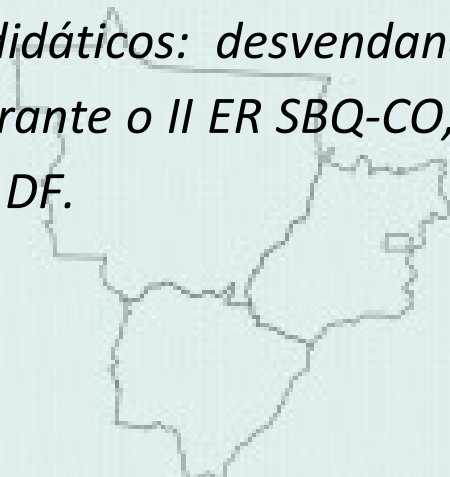 didáticos: desvendan
rante o II ER SBQ-CO,
DF.